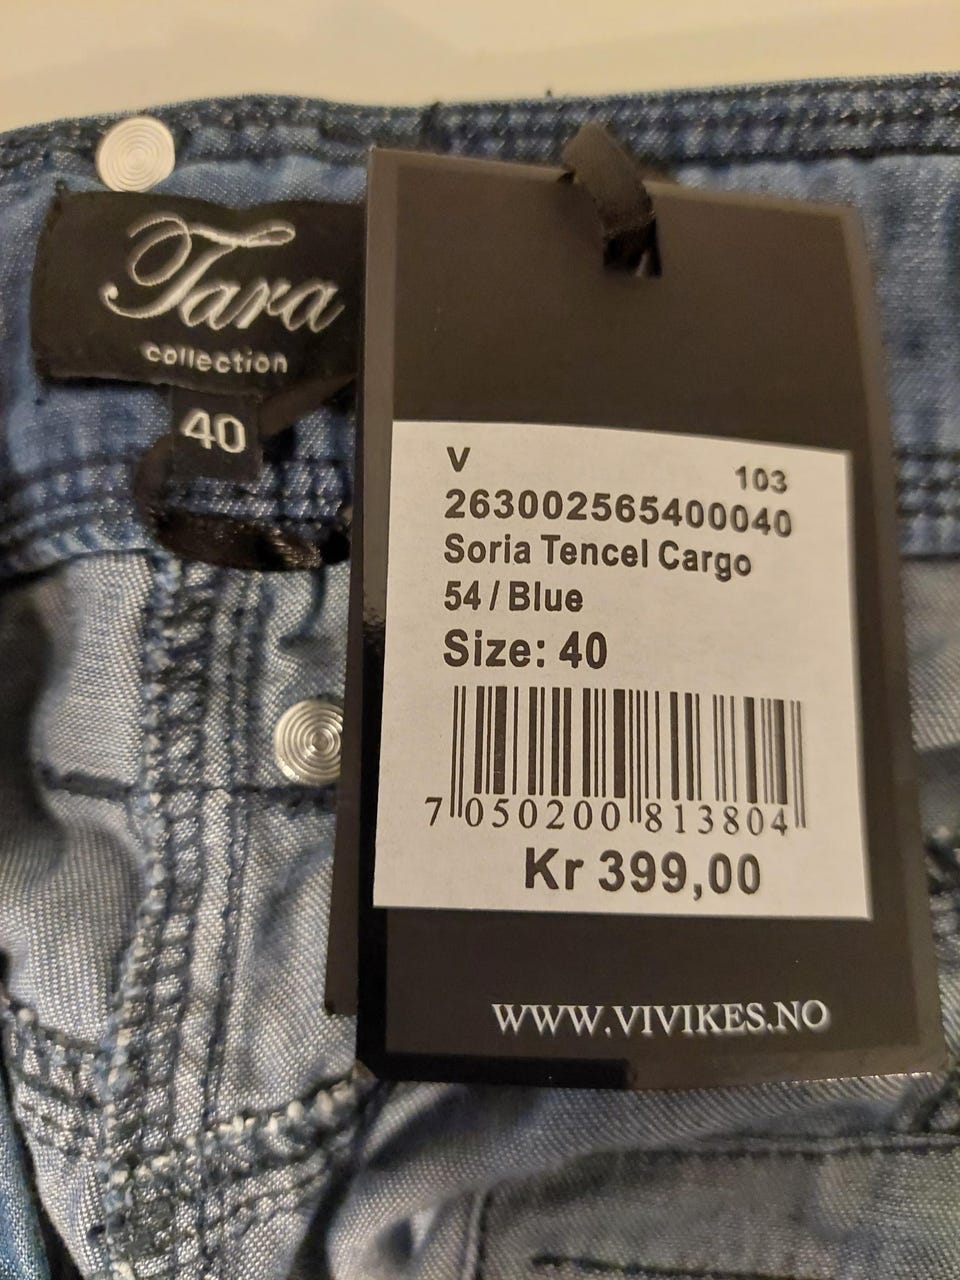 Tara
collection
40
V
103
263002565400040
Soria Tencel Cargo
54 / Blue
Size: 40
7 050200 813804
Kr 399,00
WWW.VIVIKES.NO